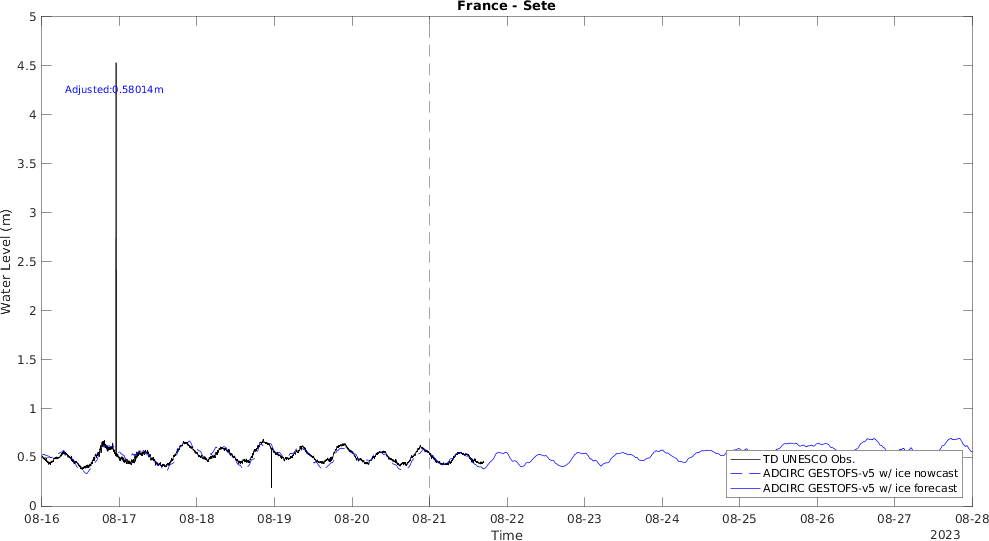 France - Sete
5
4.5
4
3.5
3
2.5
2
1.5
1
0.5
0
Water Level (m)
Adjusted:0.58014m
TD UNESCO Obs.
ADCIRC GESTOFS-v5 w/ ice nowcast
ADCIRC GESTOFS-v5 w/ ice forecast
08-16 08-17 08-18 08-19 08-20 08-21 08-22 08-23 08-24 08-25 08-26 08-27 08-28
Time
2023